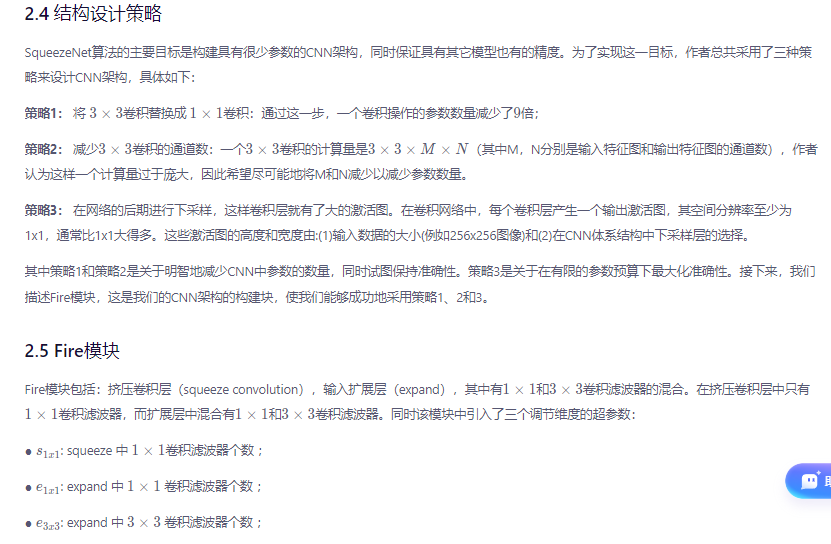 2.4 结构设计策略
SqueezeNet算法的主要目标是构建具有很少参数的CNN架构，同时保证具有其它模型也有的精度。为了实现这一目标，作者总共采用了三种策
略来设计CNN架构，具体如下：
策略1： 将 3 × 3卷积替换成 1 × 1卷积：通过这一步，一个卷积操作的参数数量减少了9倍；
策略2： 减少3 × 3卷积的通道数：一个3 × 3卷积的计算量是3 × 3 × M × N（其中M，N分别是输入特征图和输出特征图的通道数），作者
认为这样一个计算量过于庞大，因此希望尽可能地将M和N减少以减少参数数量。
策略3： 在网络的后期进行下采样，这样卷积层就有了大的激活图。在卷积网络中，每个卷积层产生一个输出激活图，其空间分辨率至少为
1x1，通常比1x1大得多。这些激活图的高度和宽度由:(1)输入数据的大小(例如256x256图像)和(2)在CNN体系结构中下采样层的选择。
其中策略1和策略2是关于明智地减少CNN中参数的数量，同时试图保持准确性。策略3是关于在有限的参数预算下最大化准确性。接下来，我们
描述Fire模块，这是我们的CNN架构的构建块，使我们能够成功地采用策略1、2和3。
2.5 Fire模块
Fire模块包括：挤压卷积层（squeeze convolution），输入扩展层（expand），其中有1 × 1和3 × 3卷积滤波器的混合。在挤压卷积层中只有
1 × 1卷积滤波器，而扩展层中混合有1 × 1和3 × 3卷积滤波器。同时该模块中引入了三个调节维度的超参数：
● s1x1: squeeze 中 1 × 1卷积滤波器个数；
● e1x1: expand 中 1 × 1 卷积滤波器个数；
● e3x3: expand 中 3 × 3 卷积滤波器个数；